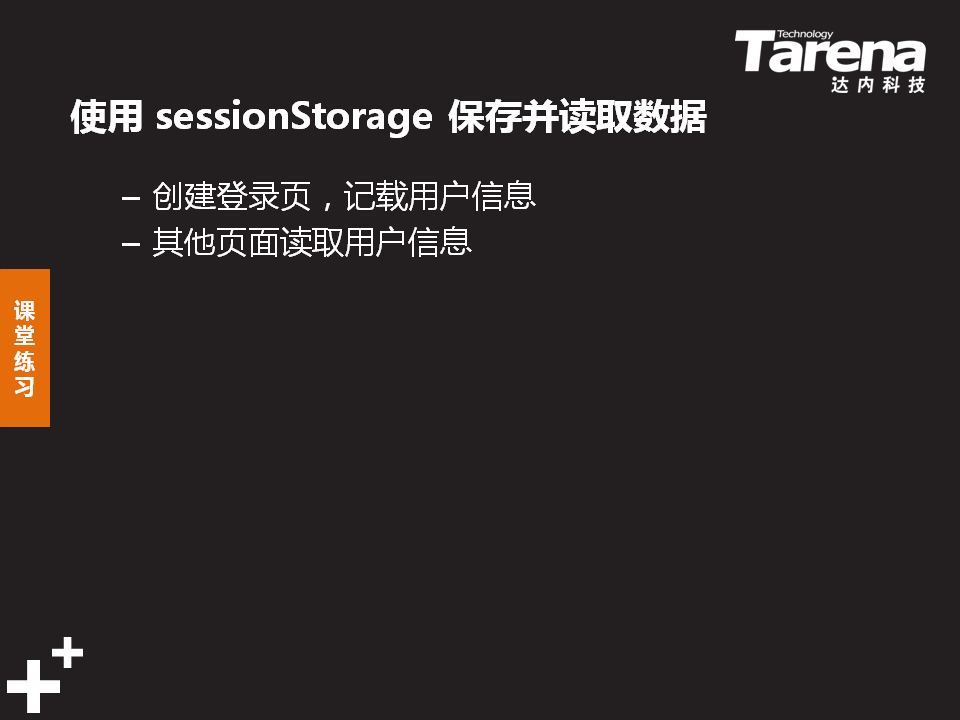 Technology
Tarena
达内科技
使用 sessionStorage 保存并读取数据
– 创建登录页，记载用户信息
– 其他页面读取用户信息
课
堂
练
习